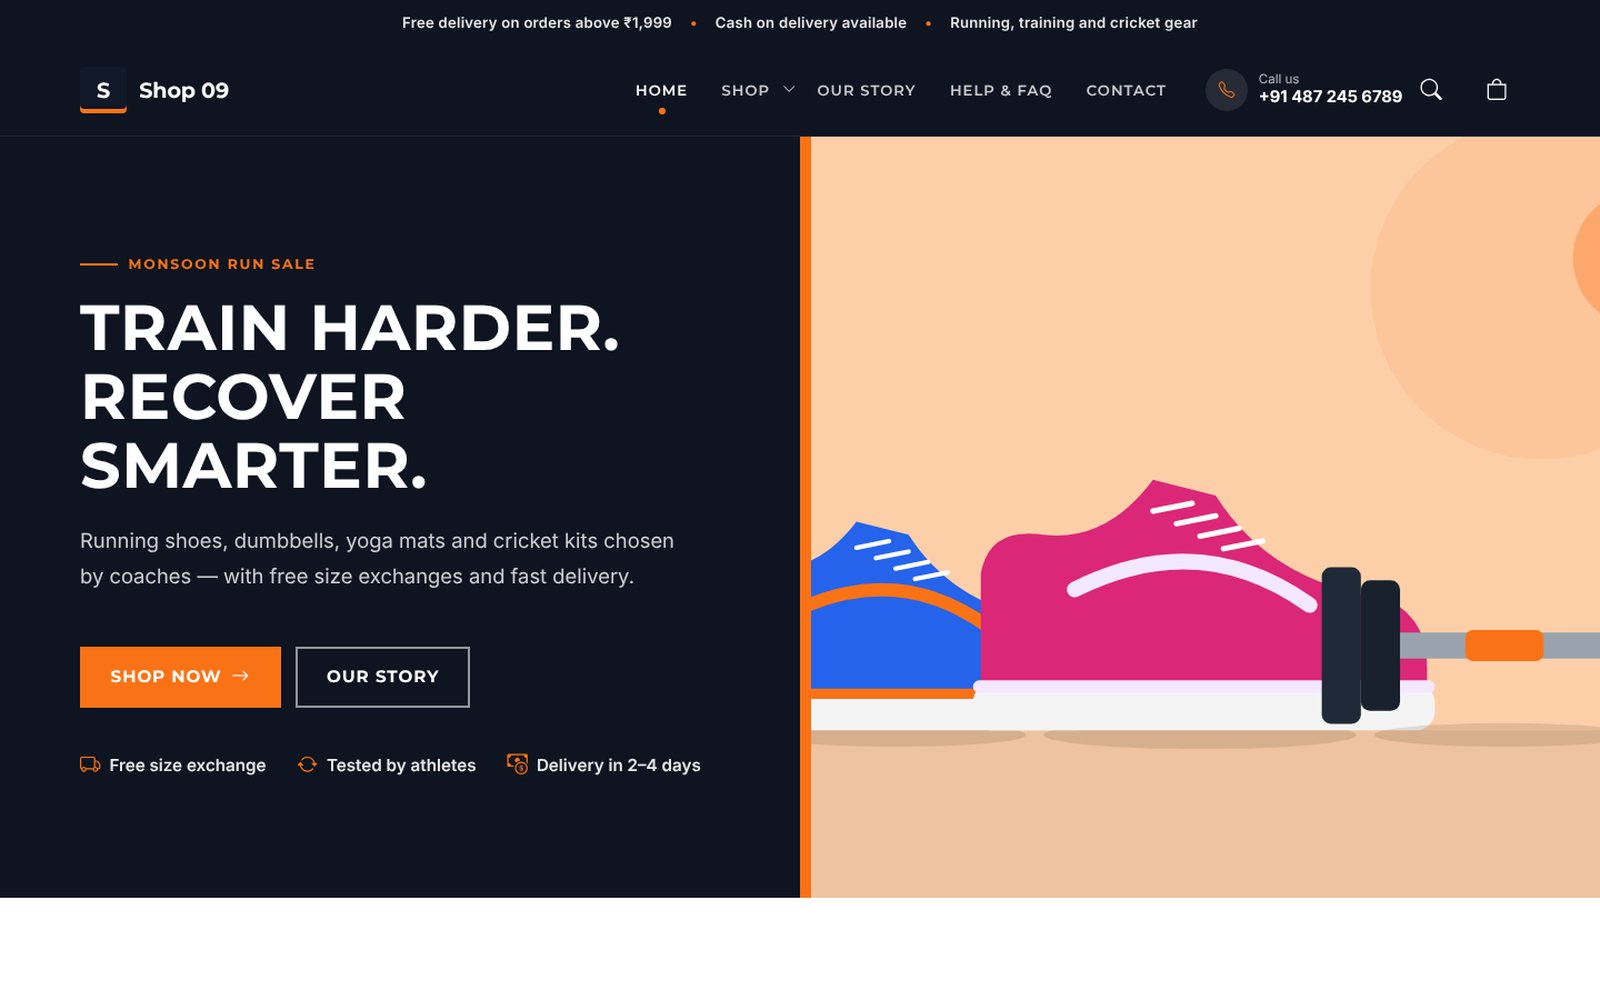 Free delivery on orders above ₹1,999 • Cash on delivery available • Running, training and cricket gear
S Shop 09
HOME SHOP OUR STORY HELP & FAQ CONTACT
Call us
+91 487 245 6789
MONSOON RUN SALE
TRAIN HARDER.
RECOVER
SMARTER.
Running shoes, dumbbells, yoga mats and cricket kits chosen
by coaches — with free size exchanges and fast delivery.
SHOP NOW → OUR STORY
Free size exchange Tested by athletes Delivery in 2–4 days